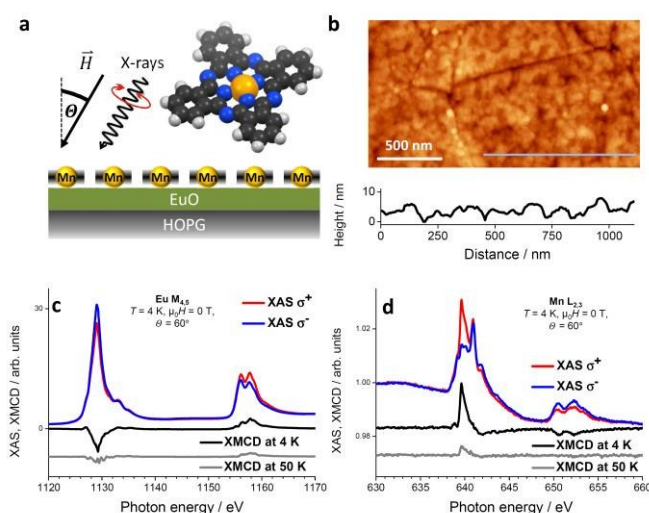 a
H
X-rays
Θ
Mn Mn Mn Mn Mn Mn
EuO
HOPG
b
500 nm
Height / nm
10
0
0 250 500 750 1000
Distance / nm
c
Eu M4,5
T = 4 K, μ0H = 0 T,
Θ = 60°
XAS σ+
XAS σ-
XMCD at 4 K
XMCD at 50 K
XAS, XMCD / arb. units
30
0
1120 1130 1140 1150 1160 1170
Photon energy / eV
d
Mn L2,3
T = 4 K, μ0H = 0 T,
Θ = 60°
XAS σ+
XAS σ-
XMCD at 4 K
XMCD at 50 K
XAS, XMCD / arb. units
1.02
1.00
0.98
630 635 640 645 650 655 660
Photon energy / eV